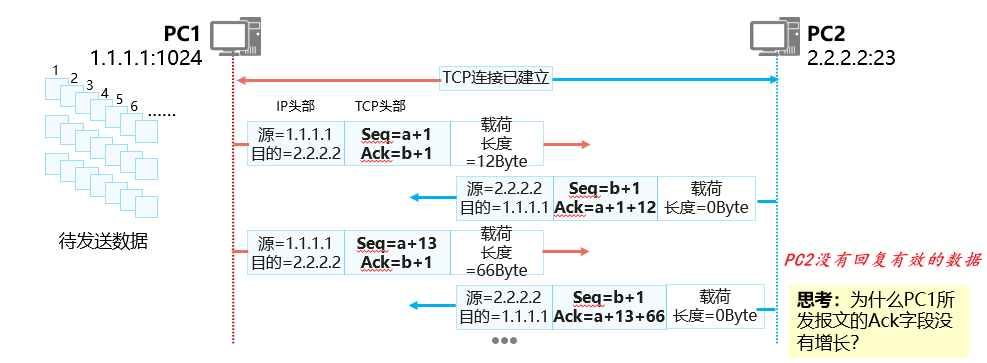 PC1
1.1.1.1:1024
PC2
2.2.2.2:23
1
2
3
4
5
6
......
待发送数据
TCP连接已建立
IP头部
TCP头部
源=1.1.1.1
目的=2.2.2.2
Seq=a+1
Ack=b+1
载荷
长度
=12Byte
源=2.2.2.2
目的=1.1.1.1
Seq=b+1
Ack=a+1+12
载荷
长度=0Byte
源=1.1.1.1
目的=2.2.2.2
Seq=a+13
Ack=b+1
载荷
长度
=66Byte
源=2.2.2.2
目的=1.1.1.1
Seq=b+1
Ack=a+13+66
载荷
长度=0Byte
PC2没有回复有效的数据
思考：为什么PC1所
发报文的Ack字段没
有增长？